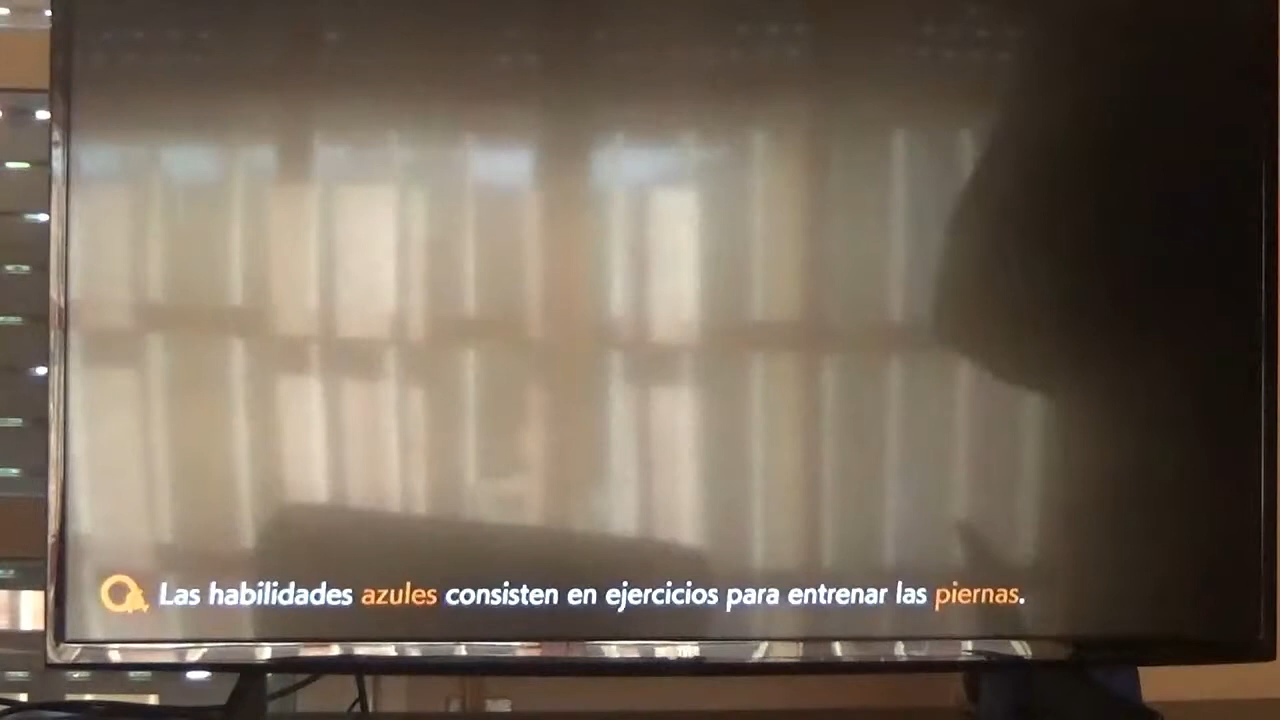 Las habilidades azules consisten en ejercicios para entrenar las piernas.